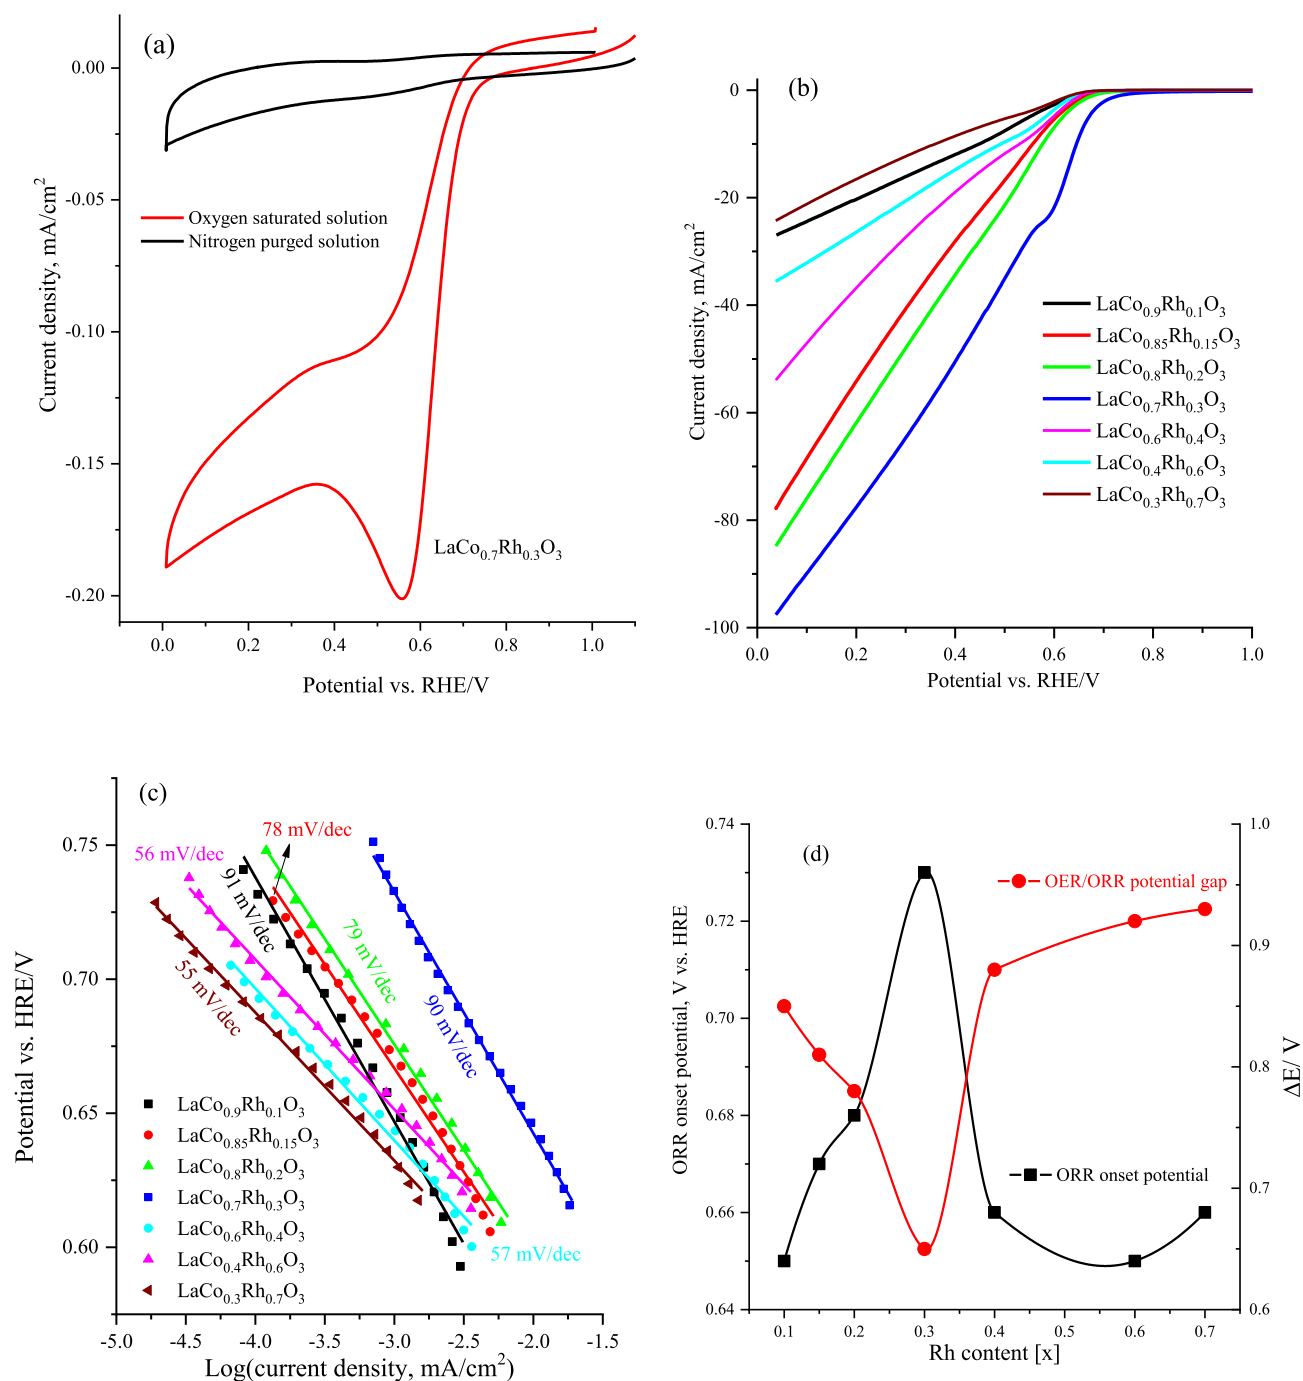 (a)
0.00
-0.05
-0.10
-0.15
-0.20
Current density, mA/cm2
Oxygen saturated solution
Nitrogen purged solution
LaCo0.7Rh0.3O3
0.0 0.2 0.4 0.6 0.8 1.0
Potential vs. RHE/V
(b)
0
-20
-40
-60
-80
-100
Current density, mA/cm2
LaCo0.9Rh0.1O3
LaCo0.85Rh0.15O3
LaCo0.8Rh0.2O3
LaCo0.7Rh0.3O3
LaCo0.6Rh0.4O3
LaCo0.4Rh0.6O3
LaCo0.3Rh0.7O3
0.0 0.2 0.4 0.6 0.8 1.0
Potential vs. RHE/V
(c)
0.75
0.70
0.65
0.60
Potential vs. HRE/V
78 mV/dec
56 mV/dec
91 mV/dec
79 mV/dec
90 mV/dec
55 mV/dec
57 mV/dec
LaCo0.9Rh0.1O3
LaCo0.85Rh0.15O3
LaCo0.8Rh0.2O3
LaCo0.7Rh0.3O3
LaCo0.6Rh0.4O3
LaCo0.4Rh0.6O3
LaCo0.3Rh0.7O3
-5.0 -4.5 -4.0 -3.5 -3.0 -2.5 -2.0 -1.5
Log(current density, mA/cm2)
(d)
0.74
0.72
0.70
0.68
0.66
0.64
ORR onset potential, V vs. HRE
OER/ORR potential gap
ORR onset potential
1.0
0.9
0.8
0.7
0.6
ΔE/ V
0.1 0.2 0.3 0.4 0.5 0.6 0.7
Rh content [x]